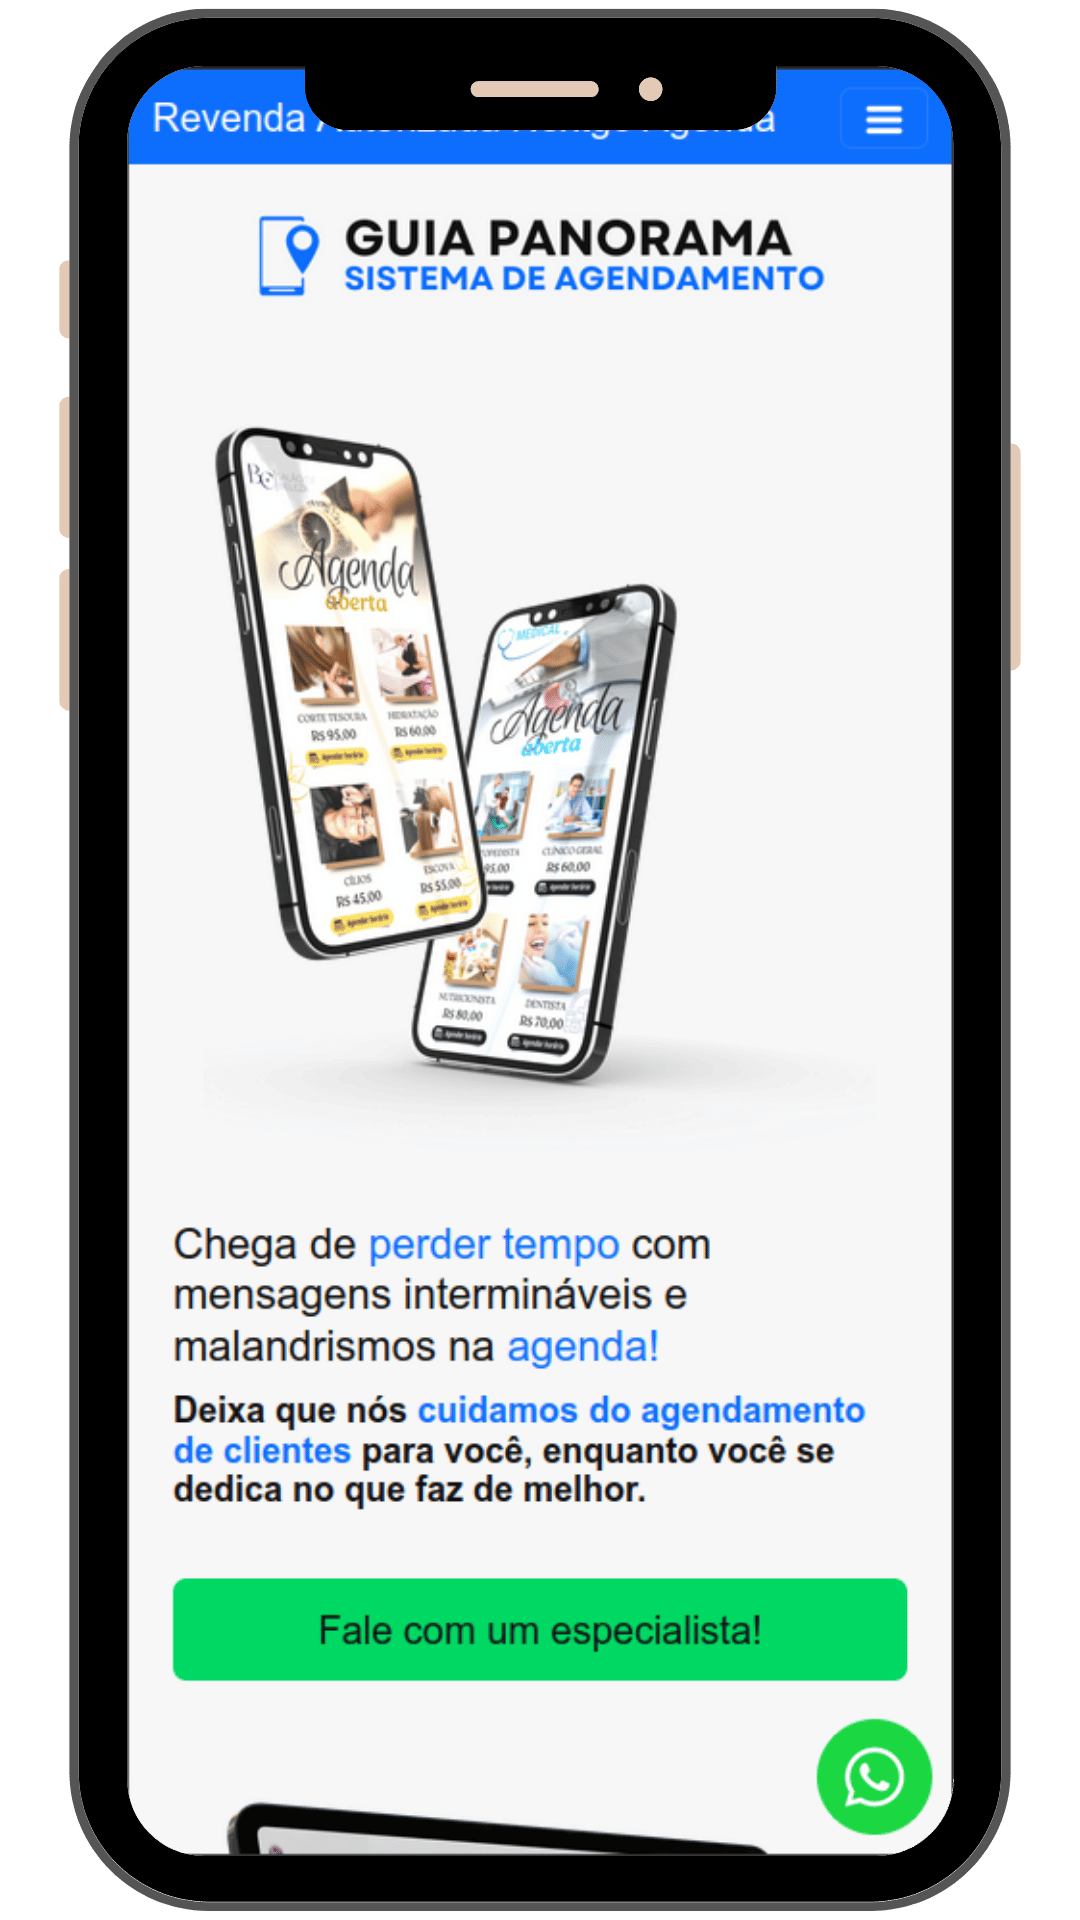 Revenda
GUIA PANORAMA
SISTEMA DE AGENDAMENTO
Agenda
aberta
CORTE TESOURA
R$ 95,00
Agendar horário
HIDRATAÇÃO
R$ 60,00
Agendar horário
CÍLIOS
R$ 45,00
Agendar horário
ESCOVA
R$ 55,00
Agendar horário
MEDICAL
Agenda
aberta
95,00
CLÍNICO GERAL
R$ 60,00
Agendar horário
NUTRICIONISTA
R$ 80,00
Agendar horário
DENTISTA
R$ 70,00
Agendar horário
Chega de perder tempo com
mensagens intermináveis e
malandrismos na agenda!
Deixa que nós cuidamos do agendamento
de clientes para você, enquanto você se
dedica no que faz de melhor.
Fale com um especialista!